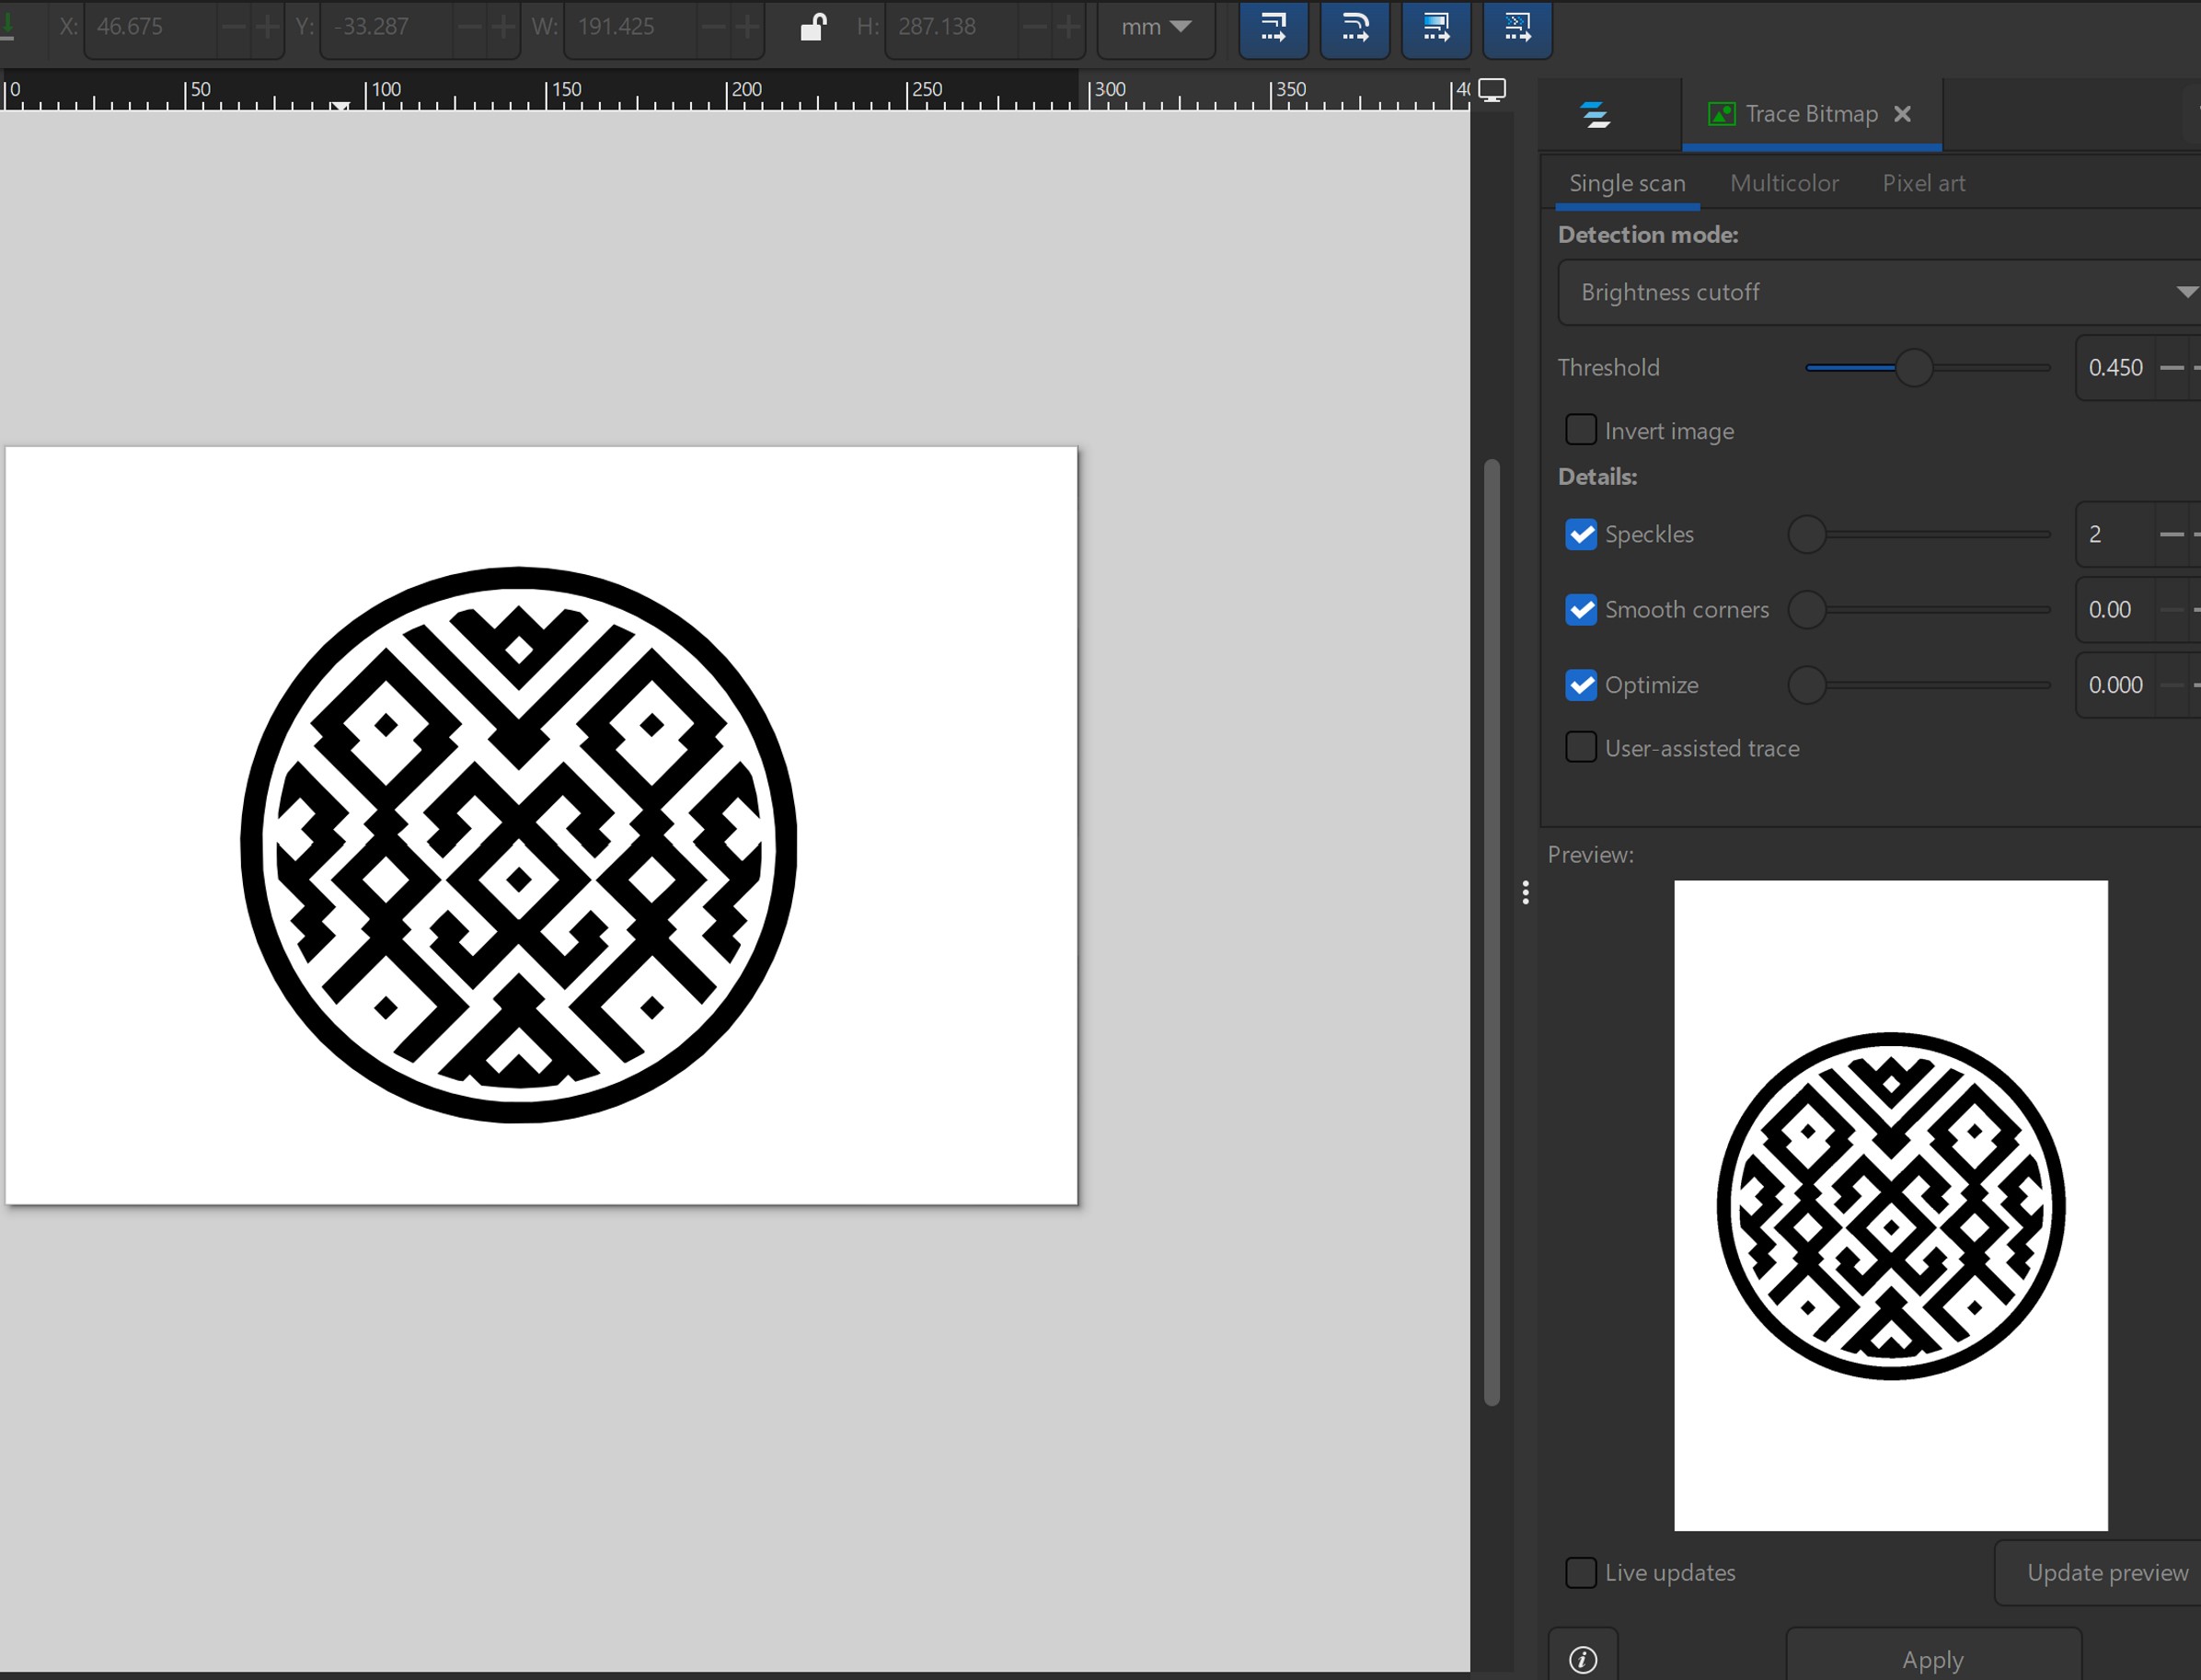 X: 46.675 Y: -33.287 W: 191.425 H: 287.138 mm
0 50 100 150 200 250 300 350
Trace Bitmap
Single scan Multicolor Pixel art
Detection mode:
Brightness cutoff
Threshold 0.450
Invert image
Details:
Speckles 2
Smooth corners 0.00
Optimize 0.000
User-assisted trace
Preview:
Live updates Update preview
Apply